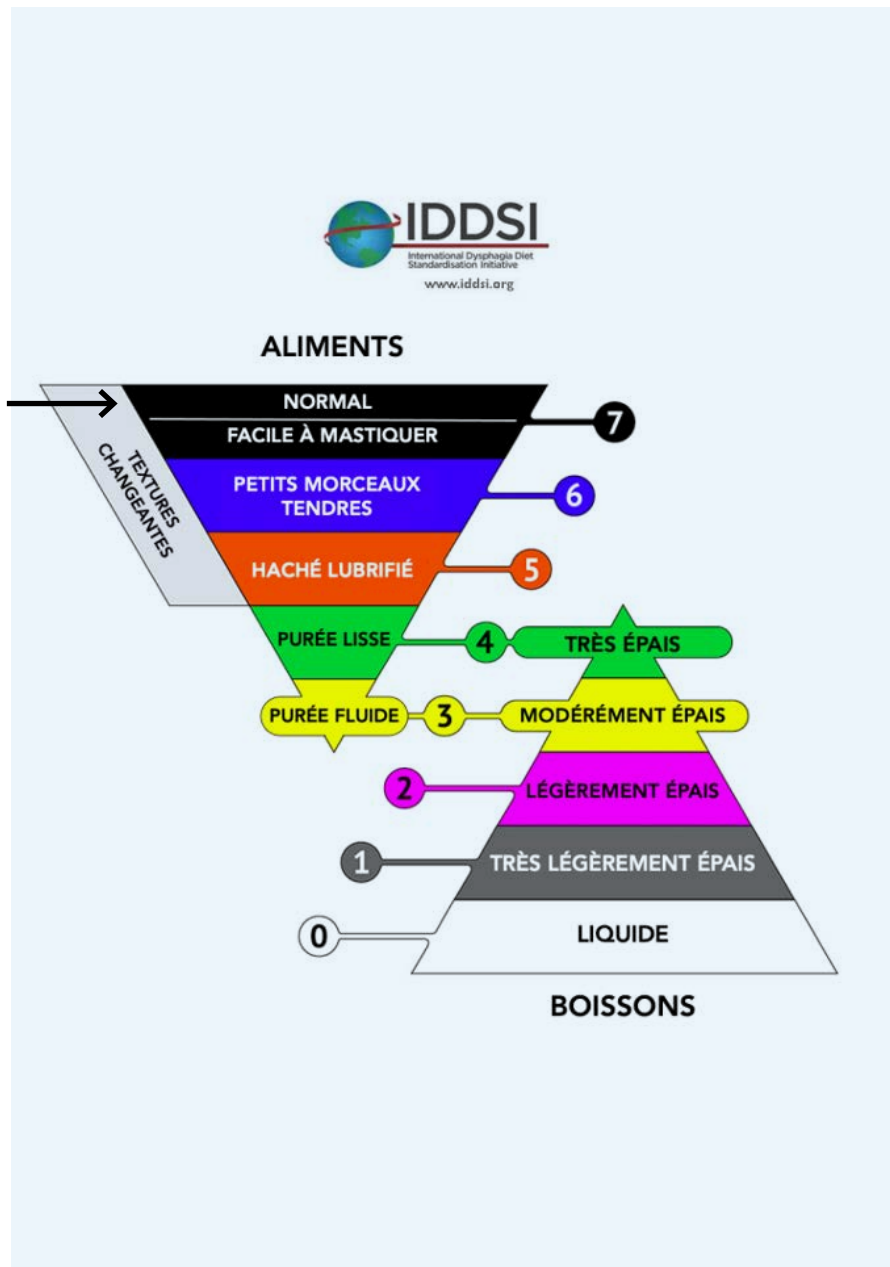 IDDSI
International Dysphagia Diet
Standardisation Initiative
www.iddsi.org
ALIMENTS
NORMAL
7
FACILE À MASTIQUER
TEXTURES
CHANGEANTES
PETITS MORCEAUX
TENDRES
6
HACHÉ LUBRIFIÉ
5
PURÉE LISSE
4
TRÈS ÉPAIS
PURÉE FLUIDE
3
MODÉRÉMENT ÉPAIS
2
LÉGÈREMENT ÉPAIS
1
TRÈS LÉGÈREMENT ÉPAIS
0
LIQUIDE
BOISSONS